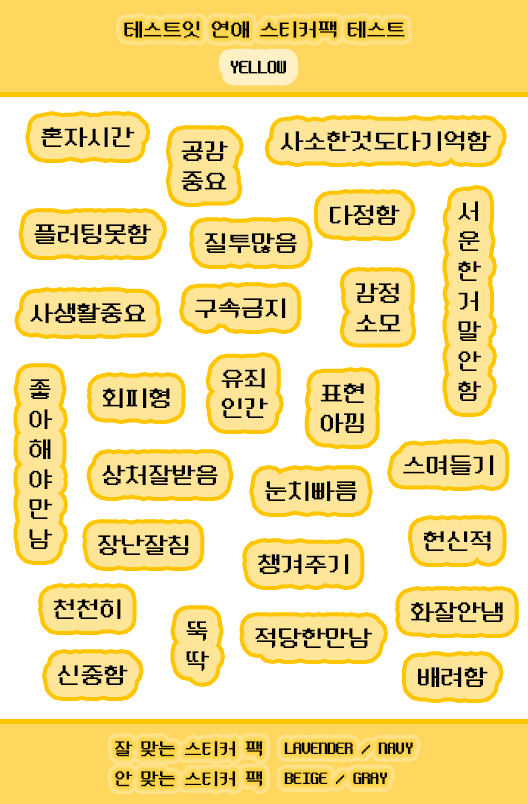 테스트잇 연애 스티커팩 테스트
YELLOW
혼자시간
공감
중요
사소한것도다기억함
플러팅못함
질투많음
다정함
서
운
한
거
말
안
함
사생활중요
구속금지
감정
소모
좋
아
해
야
만
남
회피형
유죄
인간
표현
아낌
상처잘받음
눈치빠름
스며들기
장난잘침
챙겨주기
헌신적
천천히
뚝
딱
적당한만남
화잘안냄
신중함
배려함
잘 맞는 스티커 팩 LAVENDER / NAVY
안 맞는 스티커 팩 BEIGE / GRAY